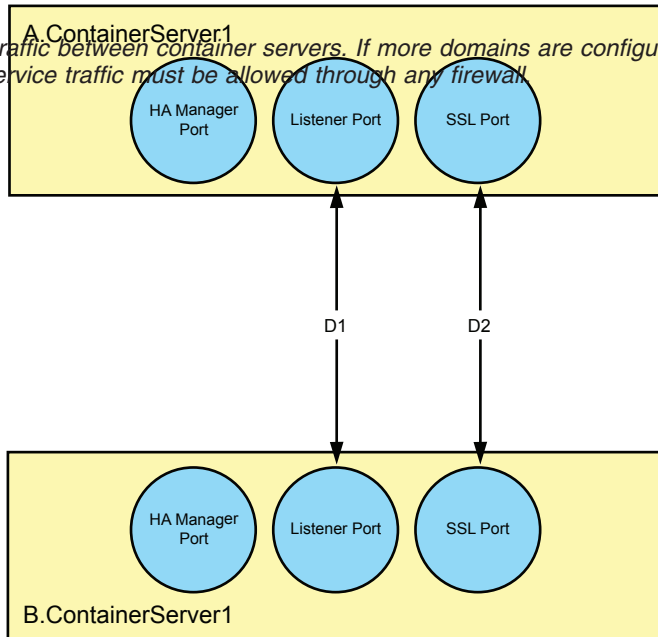 A.ContainerServer1
raffic between container servers. If more domains are configu
ervice traffic must be allowed through any firewall.
HA Manager
Port
Listener Port
SSL Port
D1
D2
HA Manager
Port
Listener Port
SSL Port
B.ContainerServer1